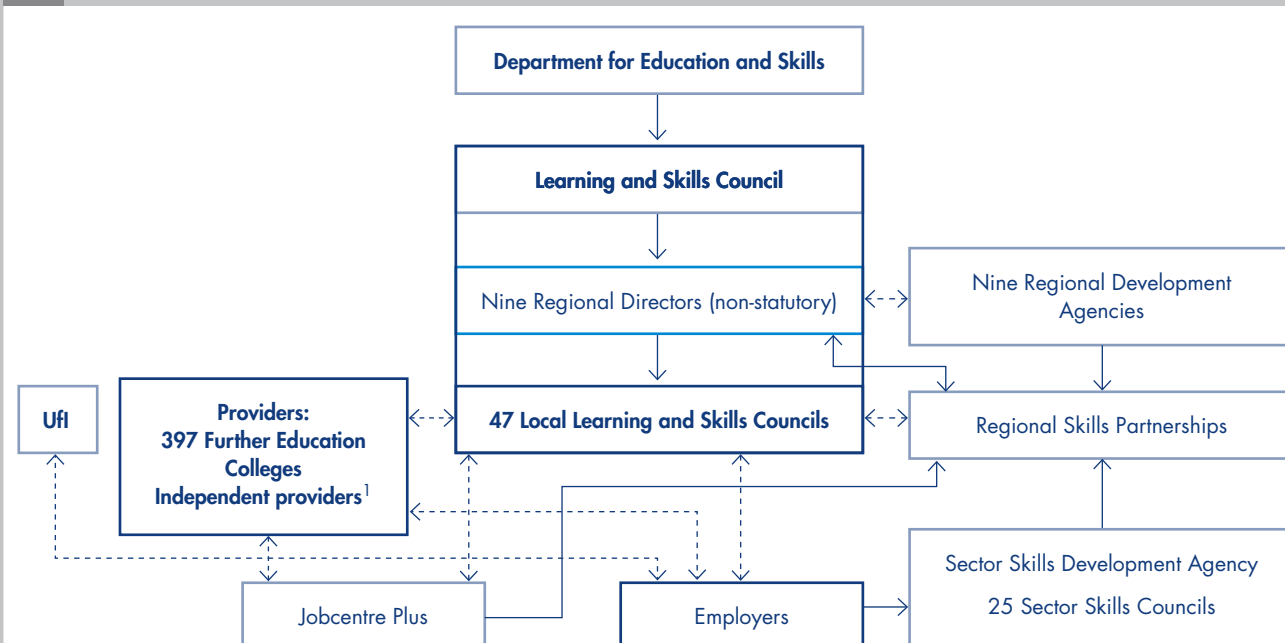 Department for Education and Skills
Learning and Skills Council
Nine Regional Directors (non-statutory)
Nine Regional Development
Agencies
UfI
Providers:
397 Further Education
Colleges
Independent providers1
47 Local Learning and Skills Councils
Regional Skills Partnerships
Jobcentre Plus
Employers
Sector Skills Development Agency
25 Sector Skills Councils